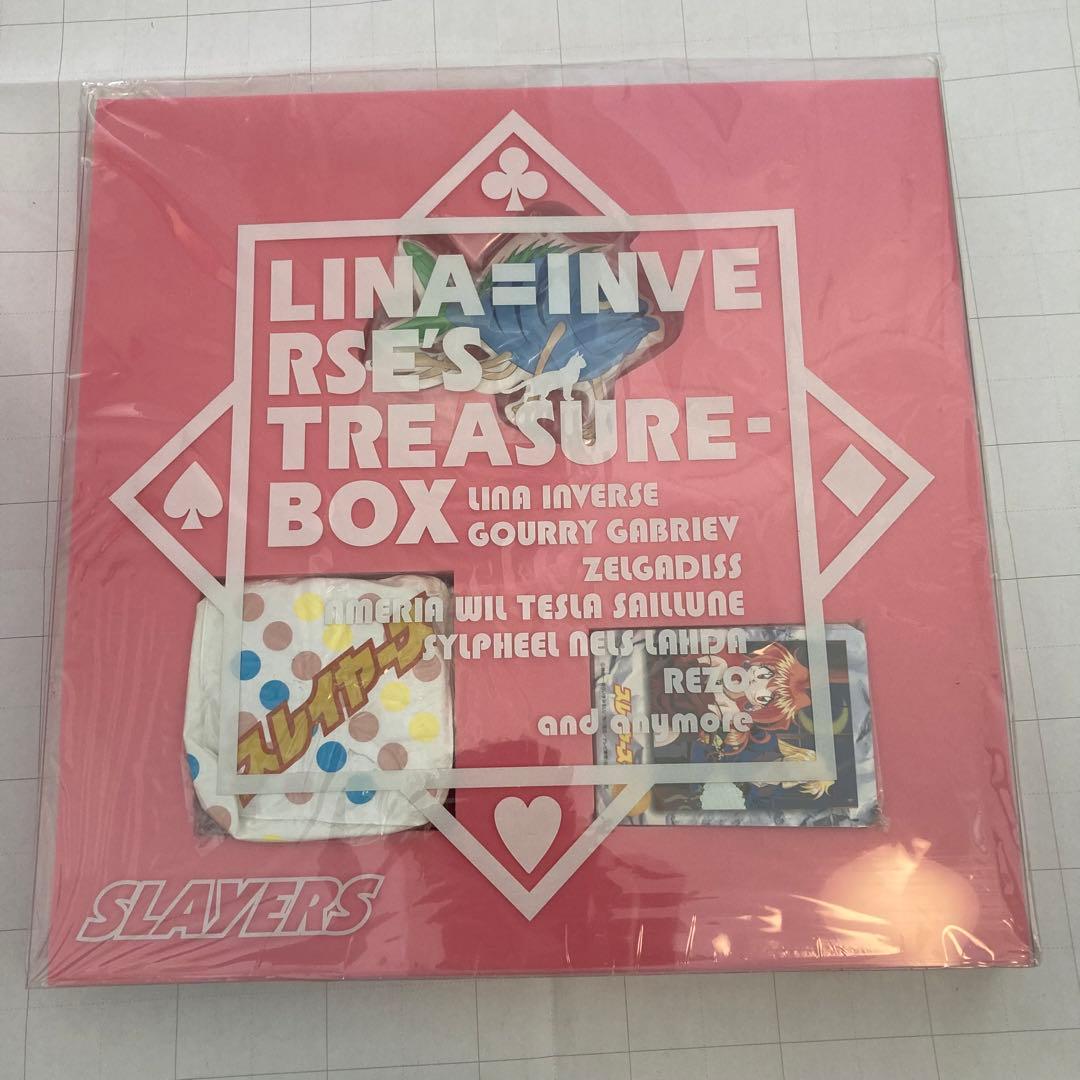 LINA=INVE
RSE'S
TREASURE-
BOX
LINA INVERSE
GOURRY GABRIEV
ZELGADISS
AMERIA WIL TESLA SAILLUNE
SYLPHEEL NELS LAHDA
REZO
and anymore
スレイヤーズ
SLAYERS